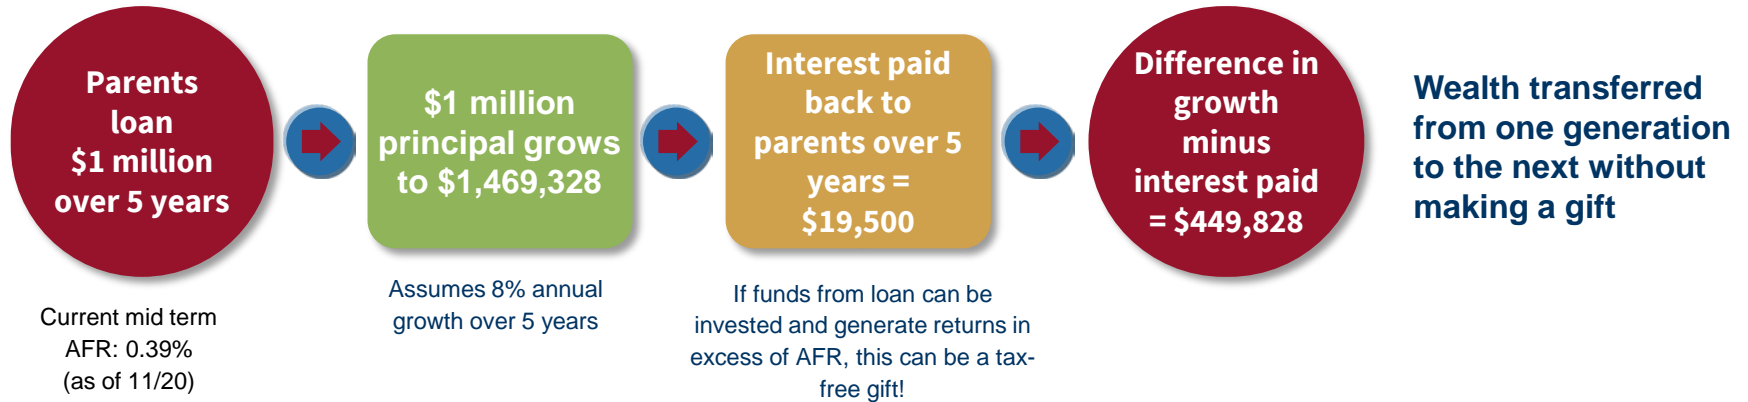 Parents
loan
$1 million
over 5 years
Current mid term
AFR: 0.39%
(as of 11/20)
$1 million
principal grows
to $1,469,328
Assumes 8% annual
growth over 5 years
Interest paid
back to
parents over 5
years =
$19,500
If funds from loan can be
invested and generate returns in
excess of AFR, this can be a tax-
free gift!
Difference in
growth
minus
interest paid
= $449,828
Wealth transferred
from one generation
to the next without
making a gift